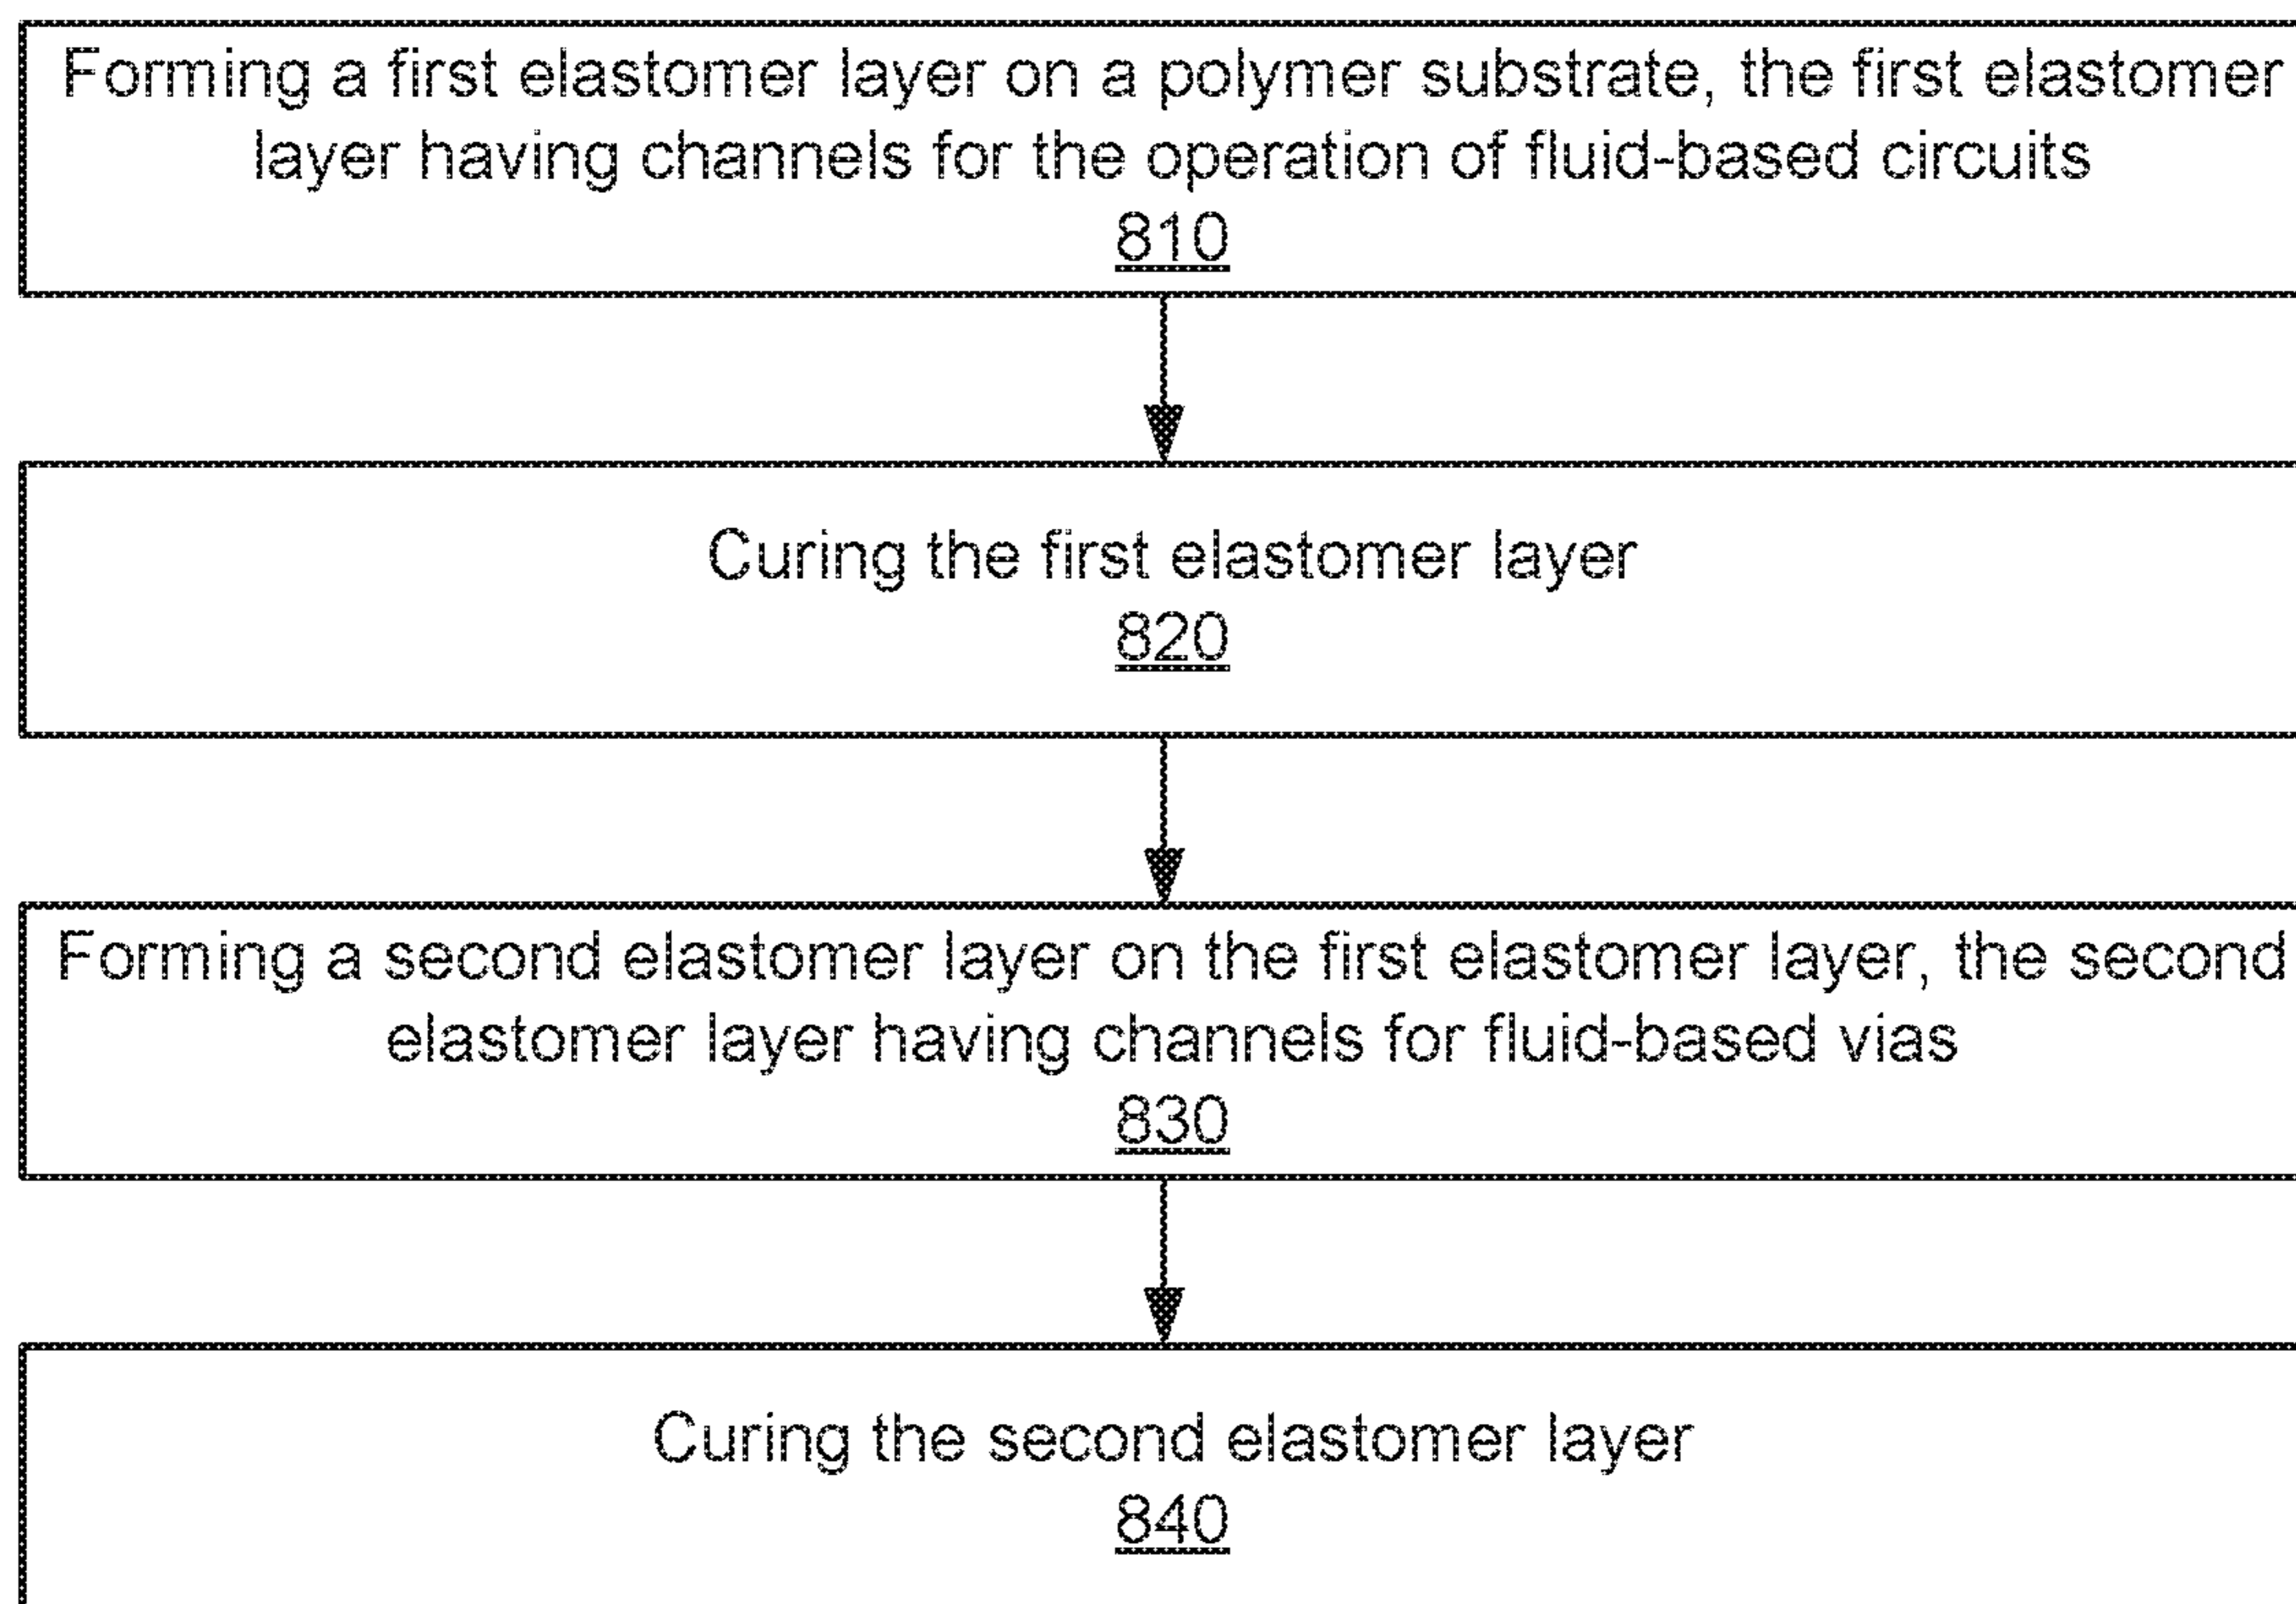 Forming a first elastomer layer on a polymer substrate, the first elastomer
layer having channels for the operation of fluid-based circuits
810
Curing the first elastomer layer
820
Forming a second elastomer layer on the first elastomer layer, the second
elastomer layer having channels for fluid-based vias
830
Curing the second elastomer layer
840